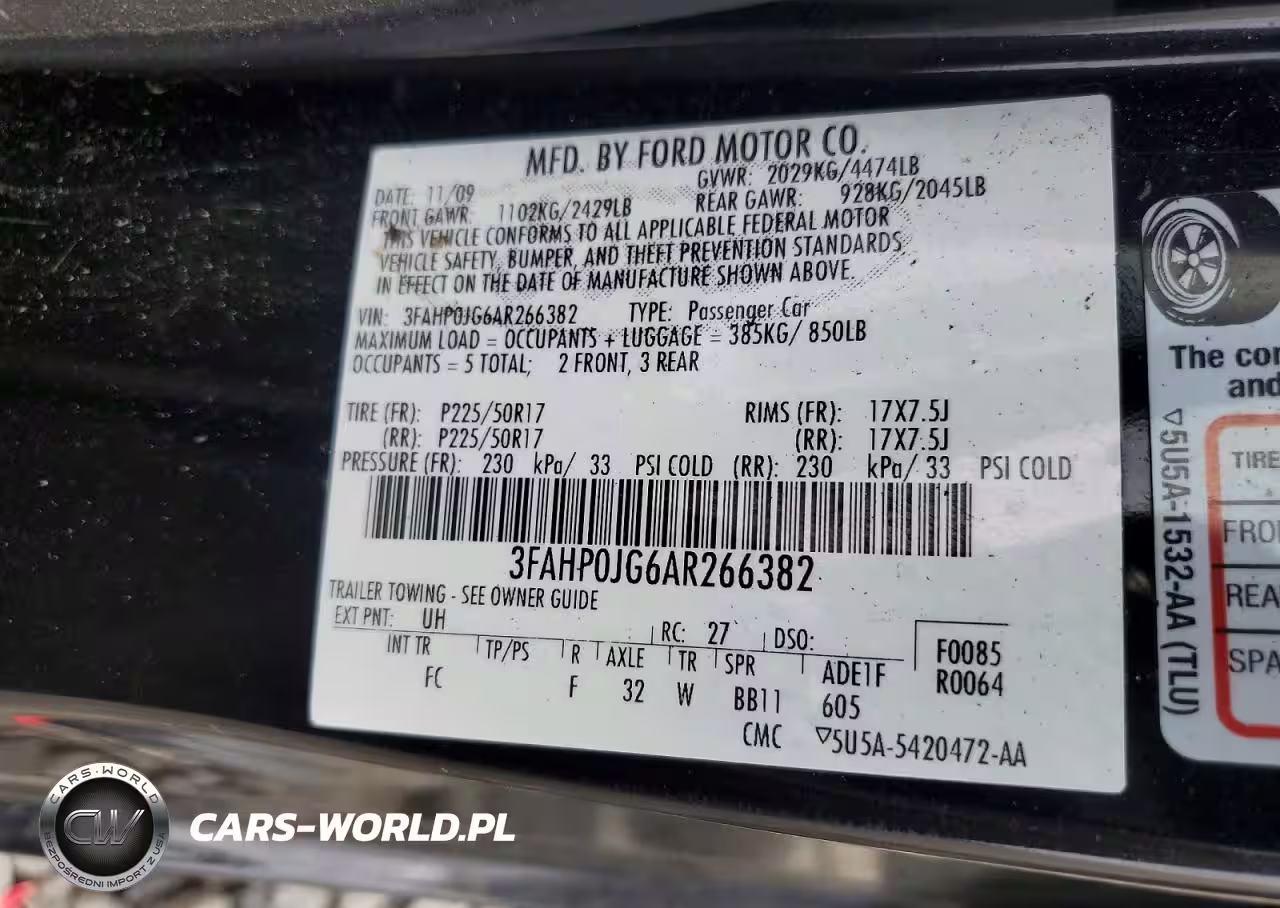 MFD. BY FORD MOTOR CO.
DATE: 11/09 GVWR: 2029KG/4474LB
FRONT GAWR: 1102KG/2429LB REAR GAWR: 928KG/2045LB
THIS VEHICLE CONFORMS TO ALL APPLICABLE FEDERAL MOTOR
VEHICLE SAFETY, BUMPER, AND THEFT PREVENTION STANDARDS
IN EFFECT ON THE DATE OF MANUFACTURE SHOWN ABOVE.
VIN: 3FAHP0JG6AR266382 TYPE: Passenger Car
MAXIMUM LOAD = OCCUPANTS + LUGGAGE = 385KG/ 850LB
OCCUPANTS = 5 TOTAL; 2 FRONT, 3 REAR
TIRE (FR): P225/50R17 RIMS (FR): 17X7.5J
(RR): P225/50R17 (RR): 17X7.5J
PRESSURE (FR): 230 kPa/ 33 PSI COLD (RR): 230 kPa/ 33 PSI COLD
3FAHP0JG6AR266382
TRAILER TOWING - SEE OWNER GUIDE
EXT PNT: UH RC: 27 DSO:
INT TR TP/PS R AXLE TR SPR ADE1F
FC F 32 W BB11 605
F0085
R0064
CMC ▽5U5A-5420472-AA
The con
and
▽5U5A-1532-AA (TLU)
TIRE
FRO
REA
SPA
CARS-WORLD
CW
BEZPOŚREDNI IMPORT Z USA
CARS-WORLD.PL